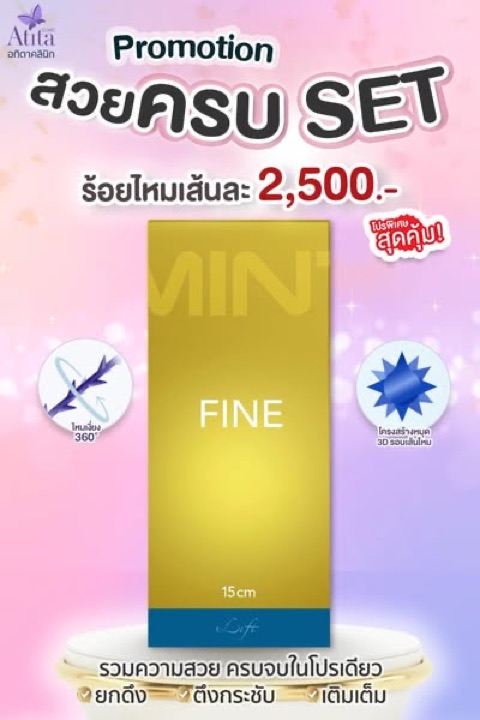 Atita
CLINIC
อทิตาคลินิก
Promotion
สวยครบ SET
ร้อยไหมเส้นละ 2,500.-
โปรพิเศษ
สุดคุ้ม!
MINT
FINE
ไหมเงี่ยง
360°
โครงสร้างหมุด
3D รอบเส้นไหม
15cm
Lift
รวมความสวย ครบจบในโปรเดียว
ยกดึง ตึงกระชับ เติมเต็ม